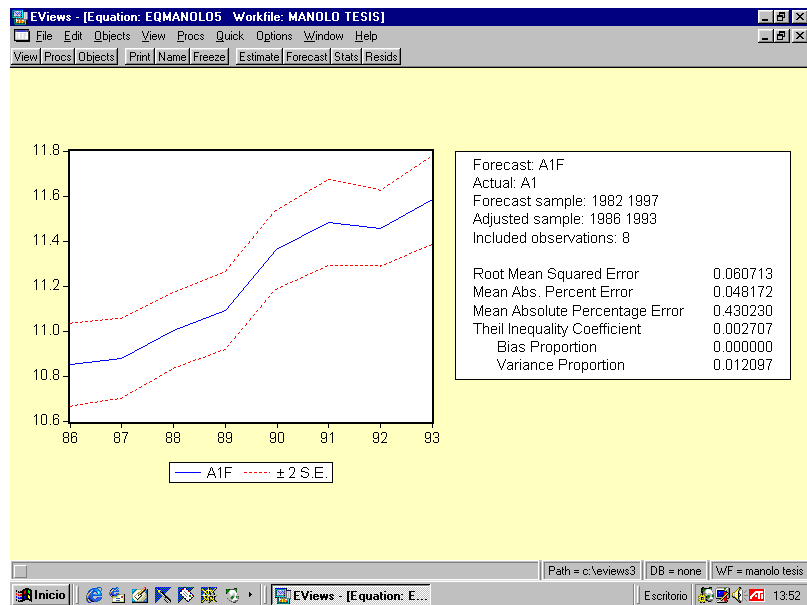 EViews - [Equation: EQMANOLO5   Workfile: MANOLO TESIS]
File Edit Objects View Procs Quick Options Window Help
View Procs Objects Print Name Freeze Estimate Forecast Stats Resids
11.8
11.6
11.4
11.2
11.0
10.8
10.6
86 87 88 89 90 91 92 93
A1F ± 2 S.E.
Forecast: A1F
Actual: A1
Forecast sample: 1982 1997
Adjusted sample: 1986 1993
Included observations: 8
Root Mean Squared Error 0.060713
Mean Abs. Percent Error 0.048172
Mean Absolute Percentage Error 0.430230
Theil Inequality Coefficient 0.002707
Bias Proportion 0.000000
Variance Proportion 0.012097
Path = c:\eviews3 DB = none WF = manolo tesis
Inicio EViews - [Equation: E... Escritorio ATI 13:52